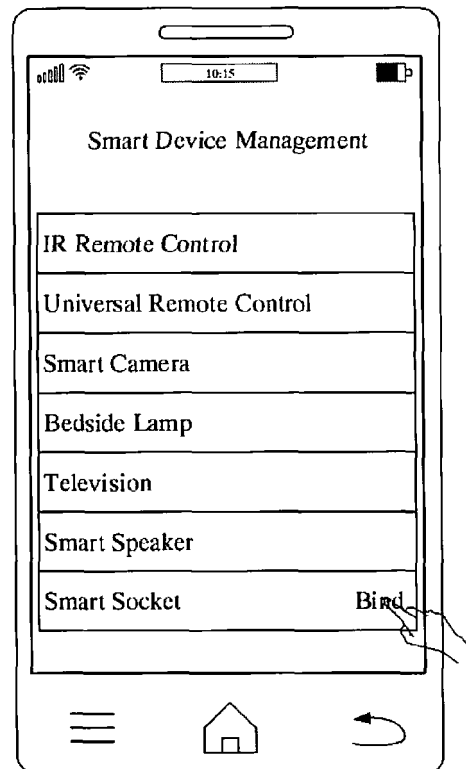 10:15
Smart Device Management
IR Remote Control
Universal Remote Control
Smart Camera
Bedside Lamp
Television
Smart Speaker
Smart Socket Bind